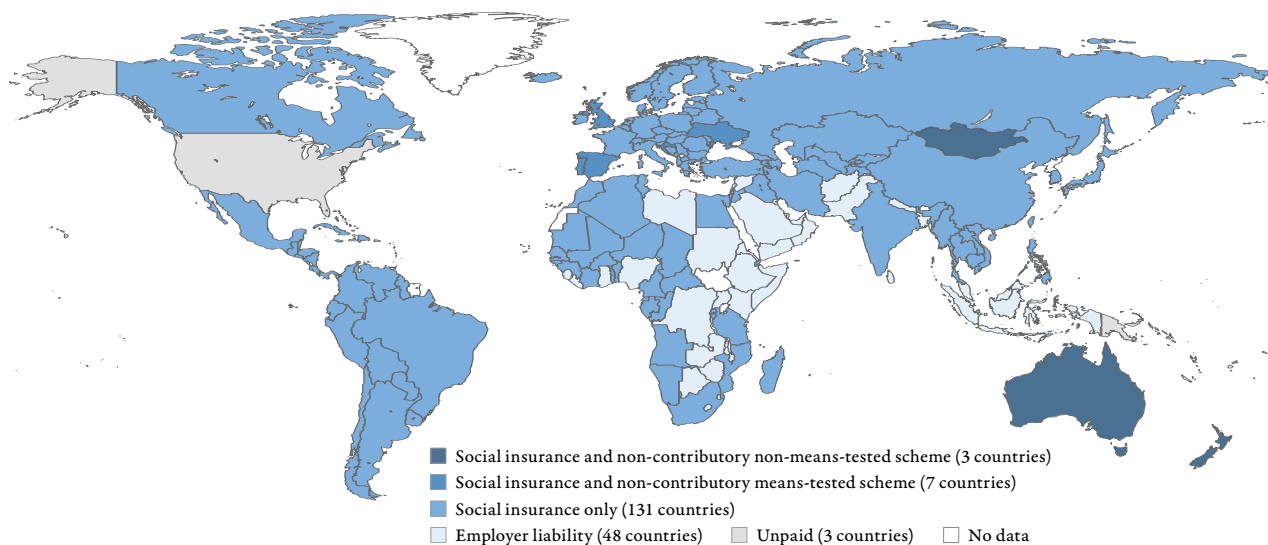 Social insurance and non-contributory non-means-tested scheme (3 countries)
Social insurance and non-contributory means-tested scheme (7 countries)
Social insurance only (131 countries)
Employer liability (48 countries) Unpaid (3 countries) No data